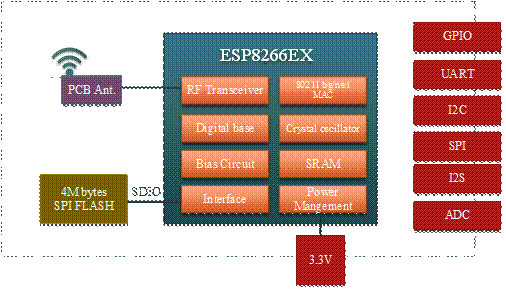 ESP8266EX
GPIO
UART
I2C
SPI
I2S
ADC
PCB Ant.
RF Transceiver
802.11 b/g/n/e/i
MAC
Digital base
Crystal oscillator
Bias Circuit
SRAM
4M bytes
SPI FLASH
SDIO
Interface
Power
Mangement
3.3V